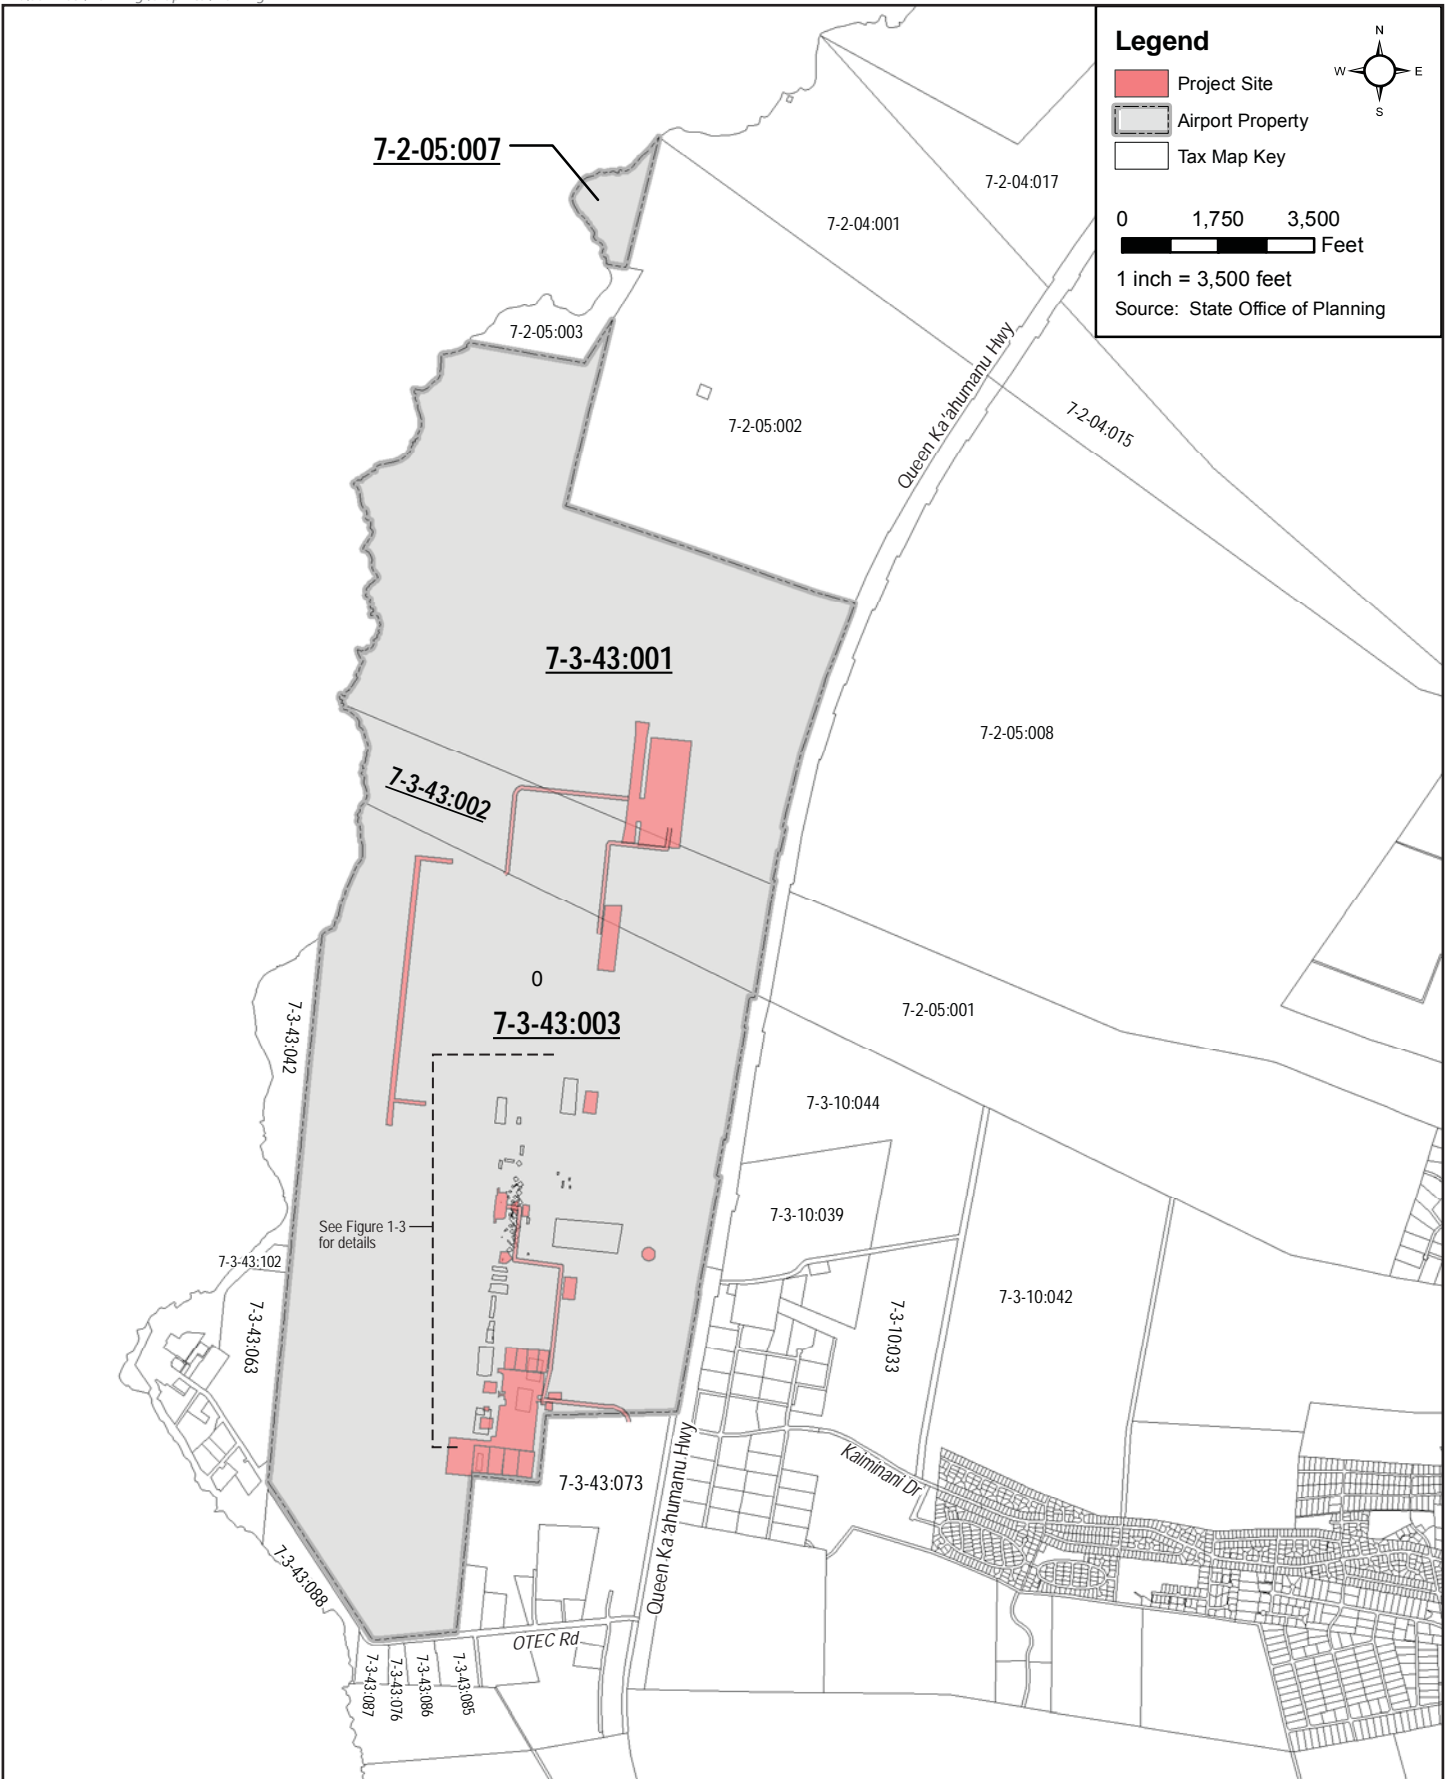 Legend
N
W
E
S
Project Site
Airport Property
Tax Map Key
0 1,750 3,500
Feet
1 inch = 3,500 feet
Source: State Office of Planning
7-2-05:007
7-2-04:017
7-2-04:001
7-2-05:003
Queen Ka'ahumanu Hwy
7-2-05:002
7-2-04:015
7-3-43:001
7-2-05:008
7-3-43:002
0
7-3-43:003
7-2-05:001
7-3-43:042
7-3-10:044
7-3-10:039
See Figure 1-3
for details
7-3-43:102
7-3-43:063
7-3-10:033
7-3-10:042
Kaiminani Dr
7-3-43:073
Queen Ka'ahumanu Hwy
7-3-43:088
OTEC Rd
7-3-43:087
7-3-43:076
7-3-43:086
7-3-43:085